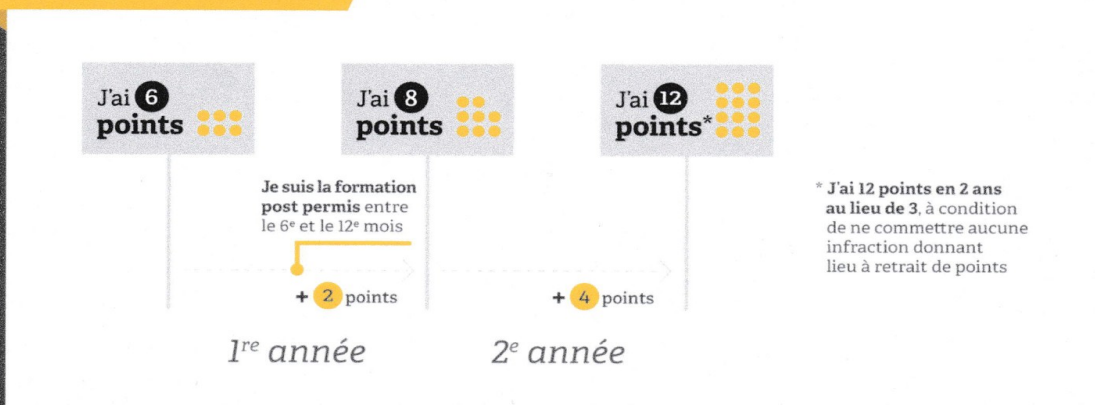 J'ai 6
points
J'ai 8
points
J'ai 12
points*
Je suis la formation
post permis entre
le 6e et le 12e mois
+ 2 points
+ 4 points
1re année
2e année
* J'ai 12 points en 2 ans
au lieu de 3, à condition
de ne commettre aucune
infraction donnant
lieu à retrait de points